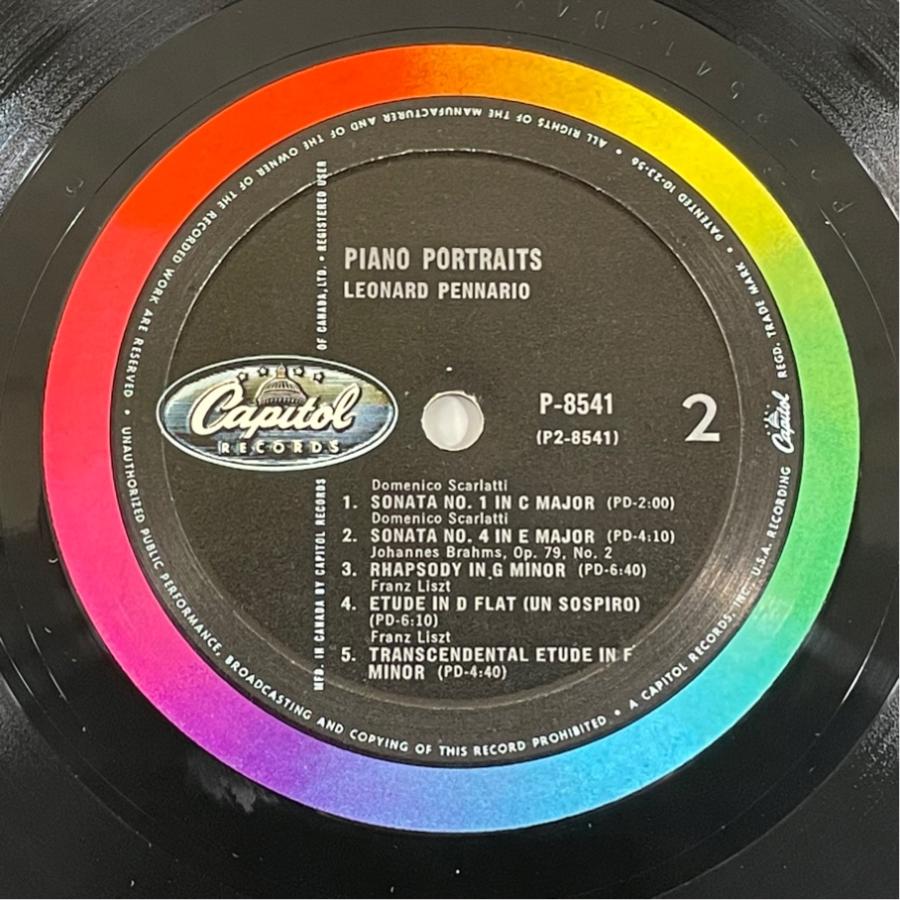 PIANO PORTRAITS
LEONARD PENNARIO
Capitol
RECORDS
P-8541
(P2-8541)
2
Domenico Scarlatti
1. SONATA NO. 1 IN C MAJOR (PD-2:00)
Domenico Scarlatti
2. SONATA NO. 4 IN E MAJOR (PD-4:10)
Johannes Brahms, Op. 79, No. 2
3. RHAPSODY IN G MINOR (PD-6:40)
Franz Liszt
4. ETUDE IN D FLAT (UN SOSPIRO)
(PD-6:10)
Franz Liszt
5. TRANSCENDENTAL ETUDE IN F
MINOR (PD-4:40)
MFD. IN CANADA BY CAPITOL RECORDS OF CANADA, LTD. • REGISTERED USER
A CAPITOL RECORDS, INC., U.S.A. RECORDING Capitol REGD. TRADE MARK • PATENTED 10-23-56 • ALL RIGHTS OF THE MANUFACTURER AND OF THE OWNER OF THE RECORDED WORK ARE RESERVED • UNAUTHORIZED PUBLIC PERFORMANCE, BROADCASTING AND COPYING OF THIS RECORD PROHIBITED •